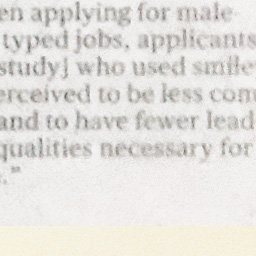 en applying for male-
typed jobs, applicants
study] who used smile
erceived to be less com
and to have fewer lead
qualities necessary for
."